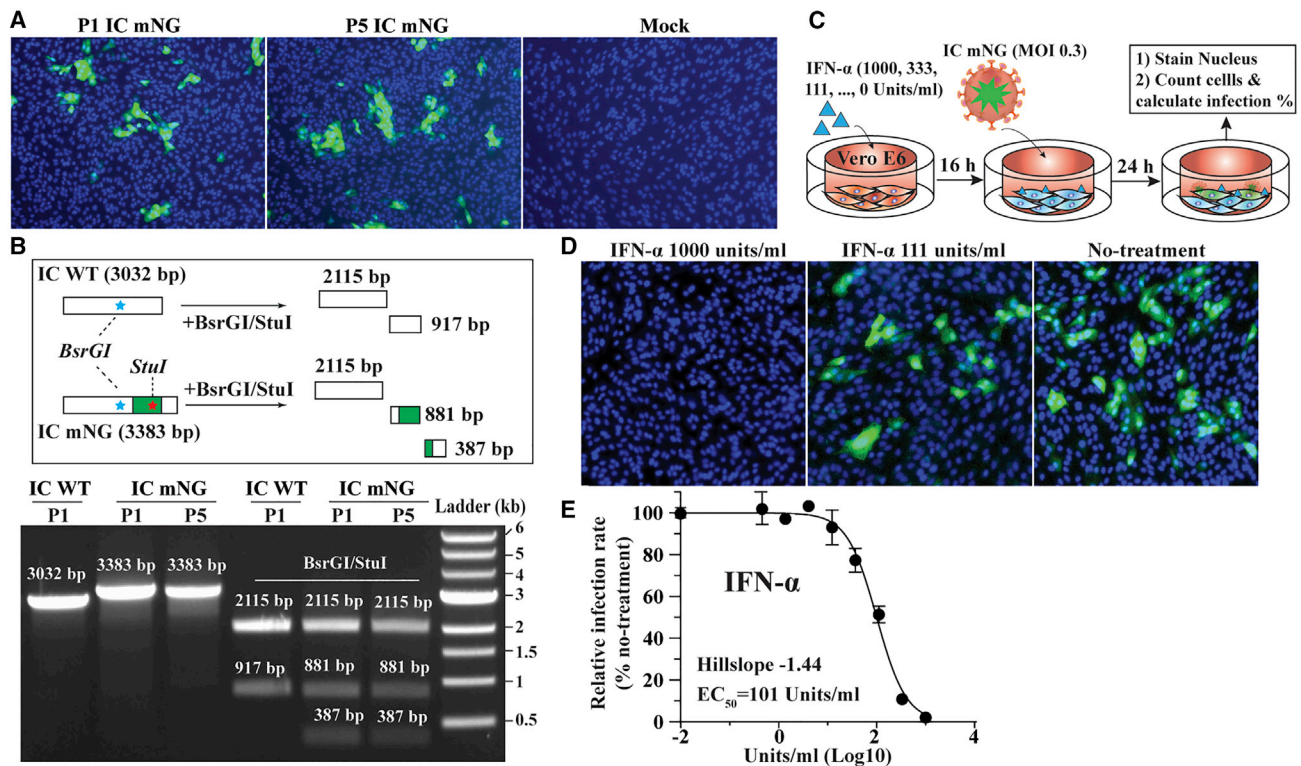 A
P1 IC mNG
P5 IC mNG
Mock
C
IFN-α (1000, 333,
111, ..., 0 Units/ml)
IC mNG (MOI 0.3)
1) Stain Nucleus
2) Count cellls &
calculate infection %
Vero E6
16 h
24 h
B
IC WT (3032 bp)
2115 bp
+BsrGI/StuI
917 bp
BsrGI
StuI
2115 bp
+BsrGI/StuI
881 bp
IC mNG (3383 bp)
387 bp
IC WT
IC mNG
IC WT
IC mNG
Ladder (kb)
P1
P1
P5
P1
P1
P5
3032 bp
3383 bp
3383 bp
BsrGI/StuI
2115 bp
2115 bp
2115 bp
917 bp
881 bp
881 bp
387 bp
387 bp
6
5
4
3
2
1.5
1
0.5
D
IFN-α 1000 units/ml
IFN-α 111 units/ml
No-treatment
E
Relative infection rate
(% no-treatment)
100
80
60
40
20
0
IFN-α
Hillslope -1.44
EC50=101 Units/ml
-2
0
2
4
Units/ml (Log10)